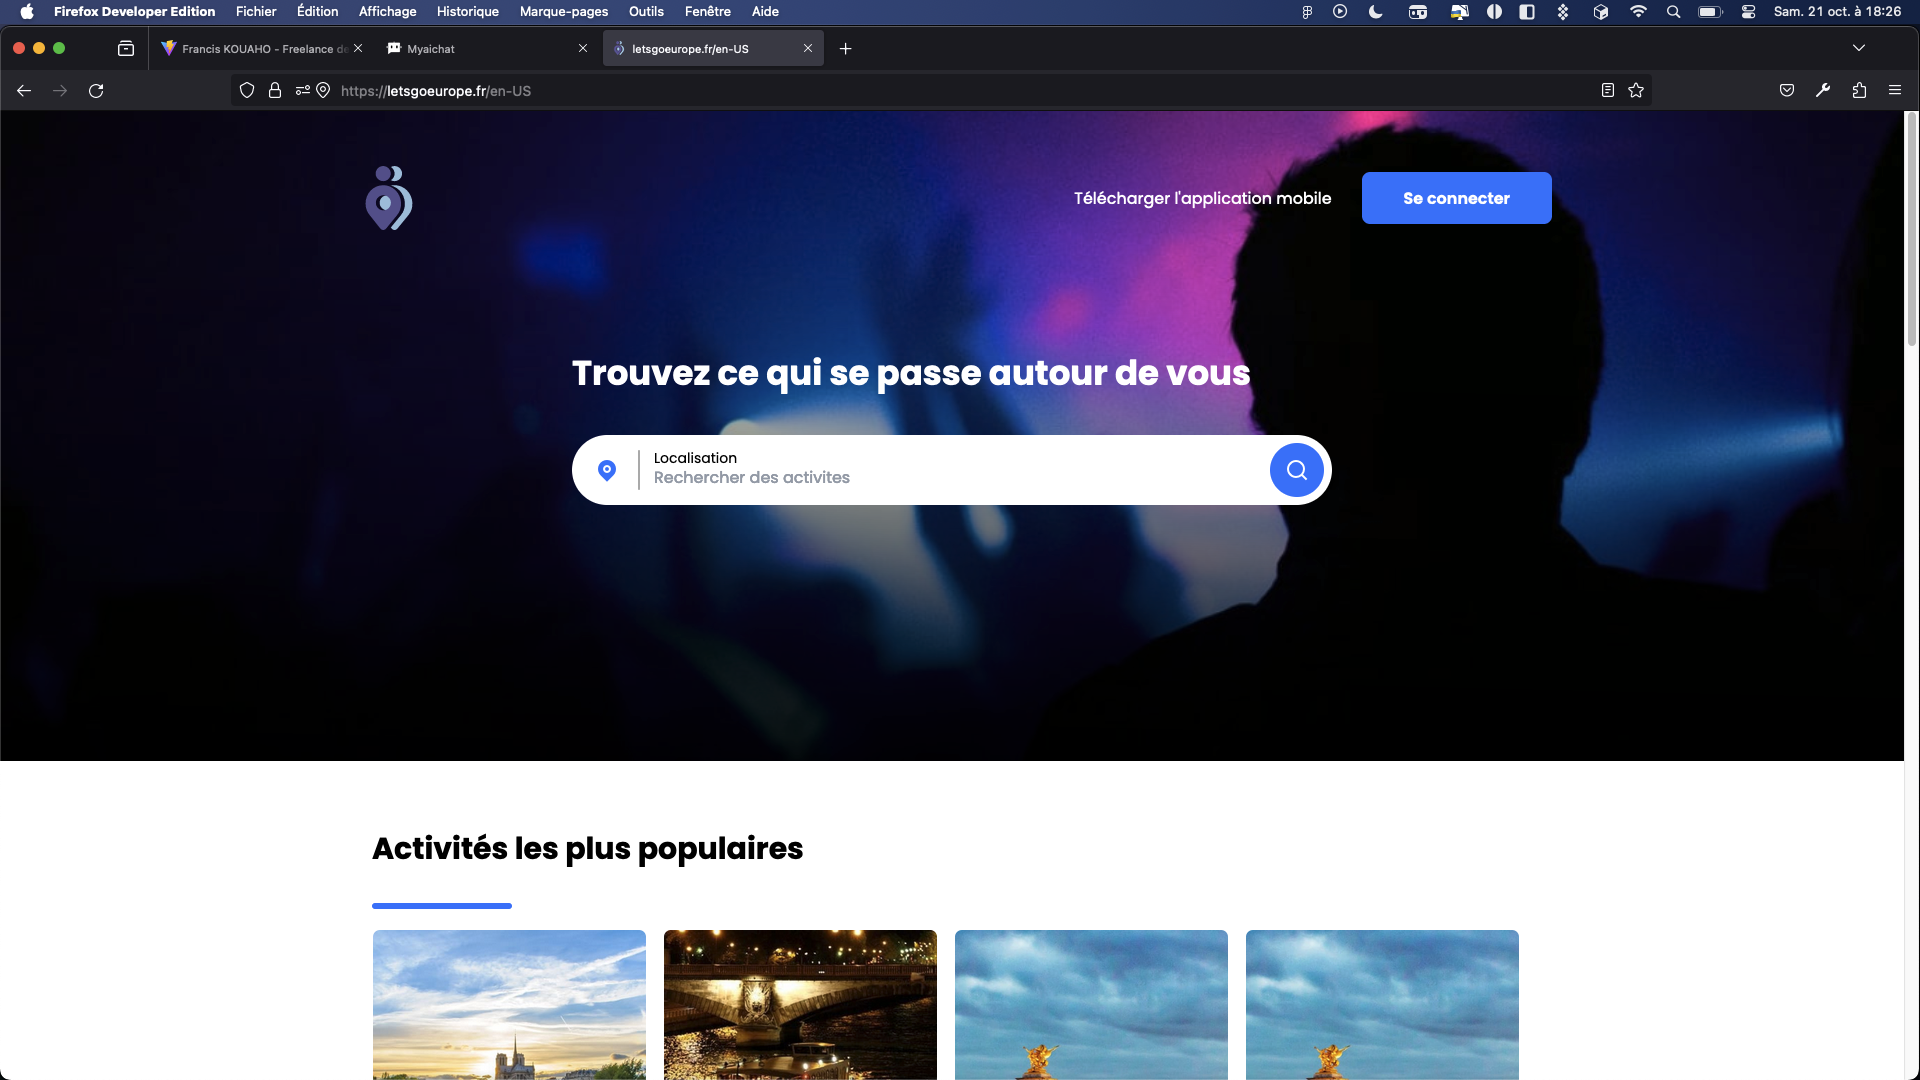 Firefox Developer Edition Fichier Édition Affichage Historique Marque-pages Outils Fenêtre Aide Sam. 21 oct. à 18:26
Francis KOUAHO - Freelance de Myaichat letsgoeurope.fr/en-US
https://letsgoeurope.fr/en-US
Télécharger l'application mobile Se connecter
Trouvez ce qui se passe autour de vous
Localisation
Rechercher des activites
Activités les plus populaires